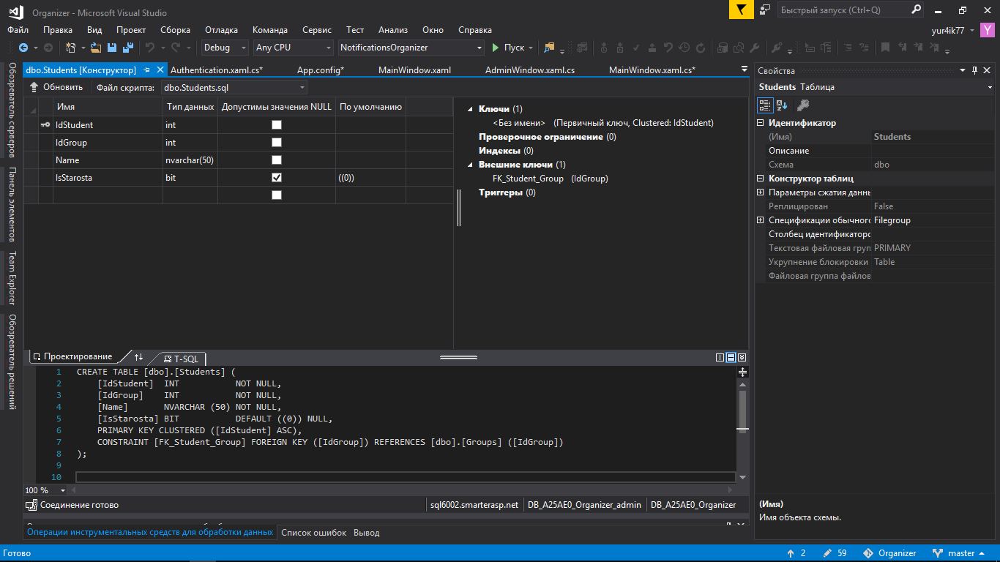 Organizer - Microsoft Visual Studio
Быстрый запуск (Ctrl+Q)
Файл Правка Вид Проект Сборка Отладка Команда Сервис Тест Анализ Окно Справка
yur4ik77 Y
Debug Any CPU NotificationsOrganizer Пуск
Обозреватель серверов
Панель элементов
Team Explorer
Обозреватель решений
dbo.Students [Конструктор] Authentication.xaml.cs* App.config* MainWindow.xaml AdminWindow.xaml.cs MainWindow.xaml.cs*
Обновить Файл скрипта: dbo.Students.sql
Имя Тип данных Допустимы значения NULL По умолчанию
IdStudent int
IdGroup int
Name nvarchar(50)
IsStarosta bit ((0))
Ключи (1)
<Без имени> (Первичный ключ, Clustered: IdStudent)
Проверочное ограничение (0)
Индексы (0)
Внешние ключи (1)
FK_Student_Group (IdGroup)
Триггеры (0)
Проектирование T-SQL
1 CREATE TABLE [dbo].[Students] (
2 [IdStudent] INT NOT NULL,
3 [IdGroup] INT NOT NULL,
4 [Name] NVARCHAR (50) NOT NULL,
5 [IsStarosta] BIT DEFAULT ((0)) NULL,
6 PRIMARY KEY CLUSTERED ([IdStudent] ASC),
7 CONSTRAINT [FK_Student_Group] FOREIGN KEY ([IdGroup]) REFERENCES [dbo].[Groups] ([IdGroup])
8 );
9
10
100 %
Соединение готово sql6002.smarterasp.net DB_A25AE0_Organizer_admin DB_A25AE0_Organizer
Операции инструментальных средств для обработки данных Список ошибок Вывод
Свойства
Students Таблица
Идентификатор
(Имя) Students
Описание
Схема dbo
Конструктор таблиц
Параметры сжатия данны
Реплицирован False
Спецификации обычного Filegroup
Столбец идентификаторо
Текстовая файловая груп PRIMARY
Укрупнение блокировки Table
Файловая группа файлов
(Имя)
Имя объекта схемы.
Готово 2 59 Organizer master